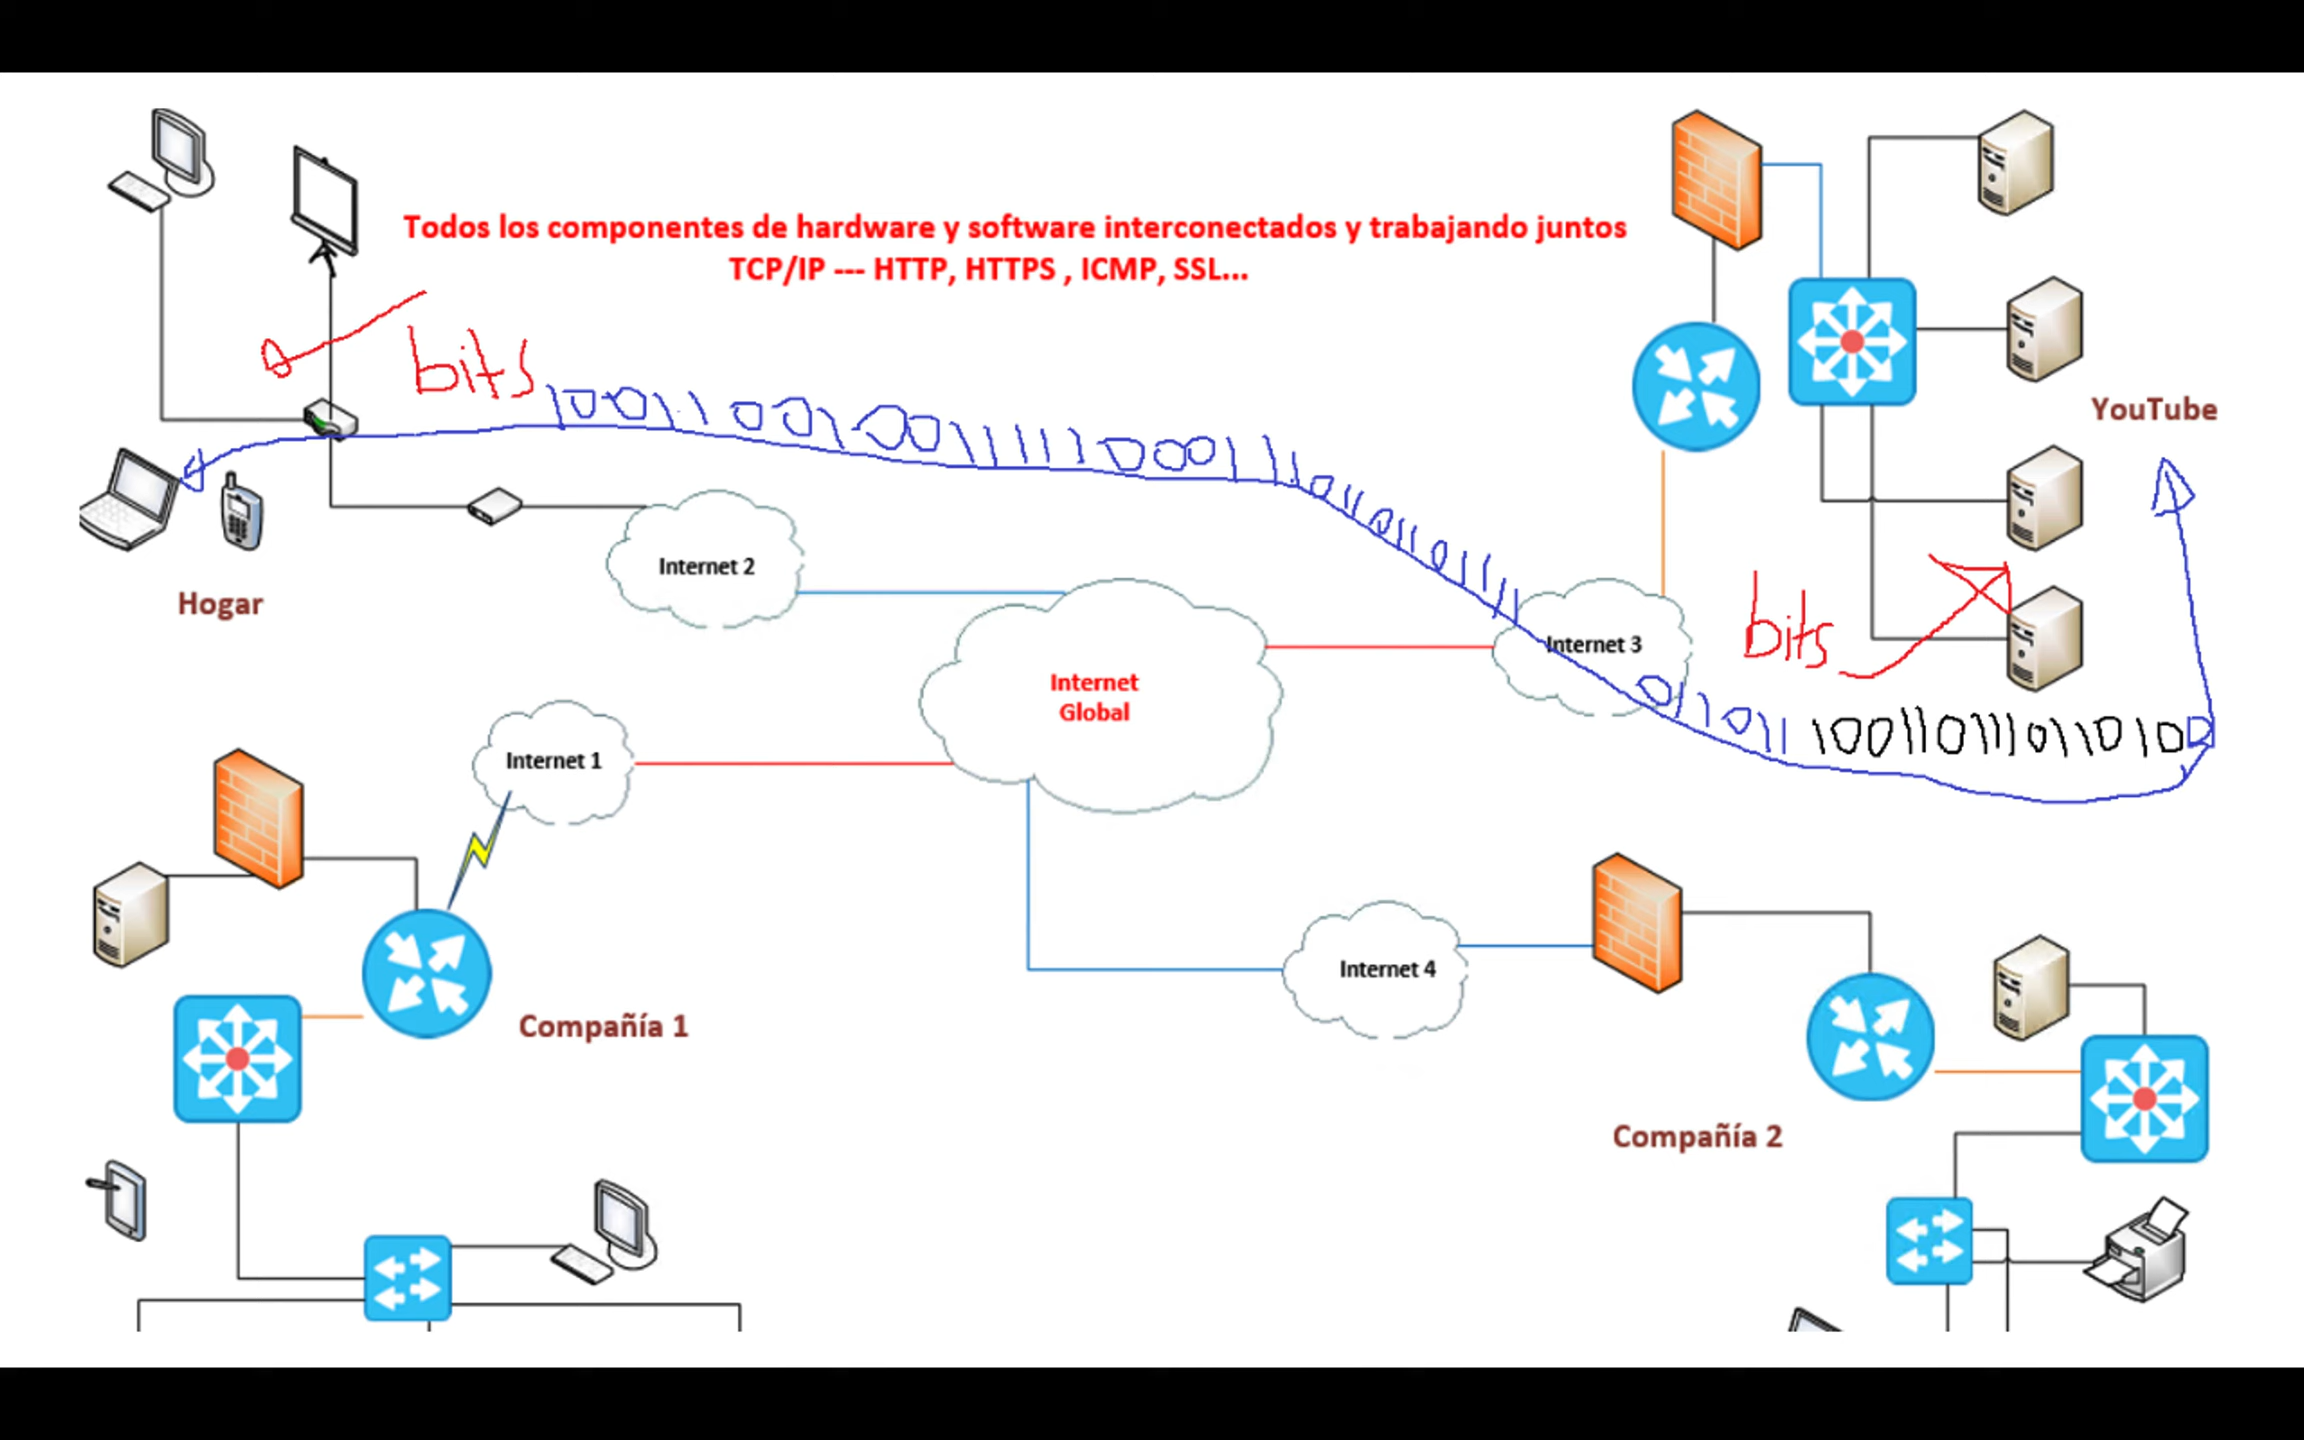 Todos los componentes de hardware y software interconectados y trabajando juntos
TCP/IP --- HTTP, HTTPS , ICMP, SSL...
bits
YouTube
Internet 2
Hogar
Internet 3
bits
Internet
Global
Internet 1
10011011101101010
Internet 4
Compañía 1
Compañía 2